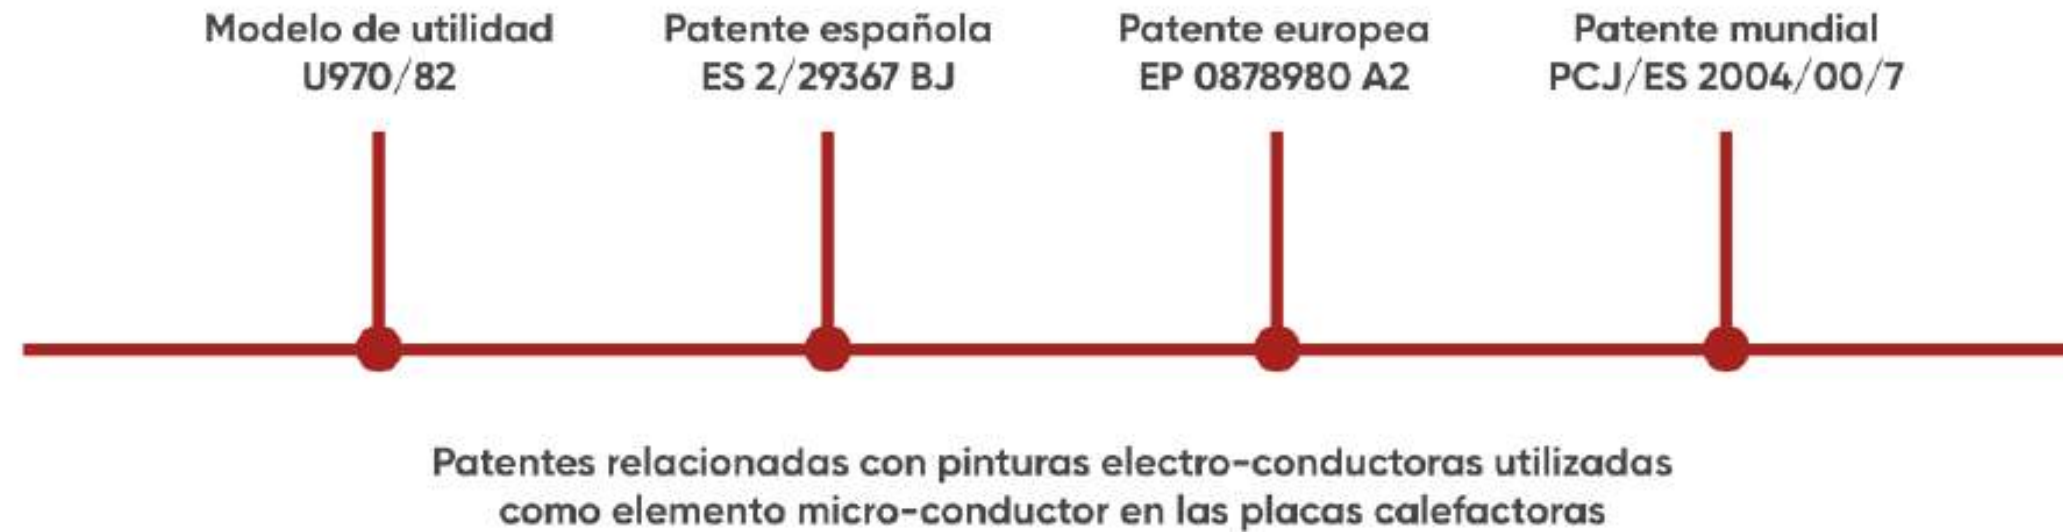 Modelo de utilidad
U970/82
Patente española
ES 2/29367 BJ
Patente europea
EP 0878980 A2
Patente mundial
PCJ/ES 2004/00/7
Patentes relacionadas con pinturas electro-conductoras utilizadas
como elemento micro-conductor en las placas calefactoras